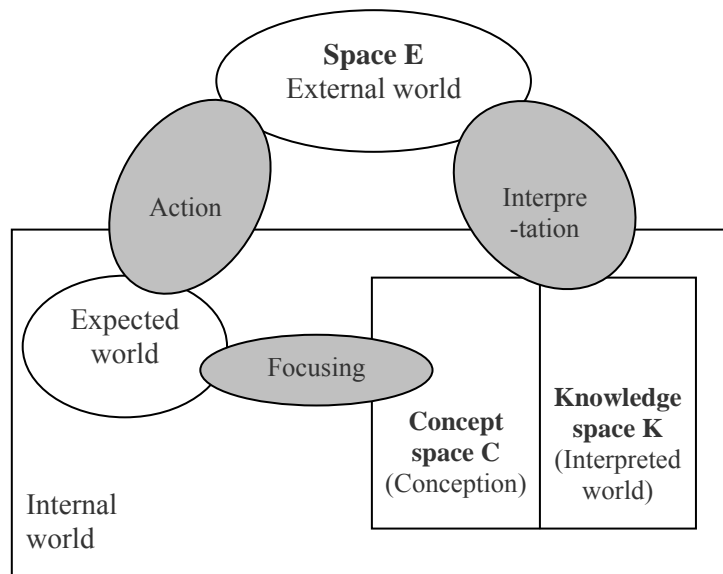 Space E
External world
Action
Interpre
-tation
Expected
world
Focusing
Concept
space C
(Conception)
Knowledge
space K
(Interpreted
world)
Internal
world